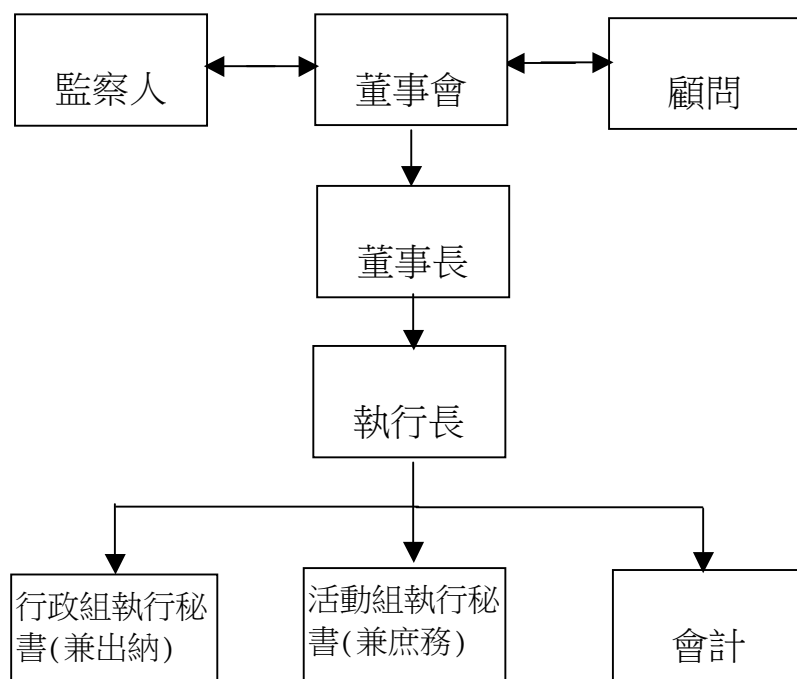 監察人
董事會
顧問
董事長
執行長
行政組執行秘
書(兼出納)
活動組執行秘
書(兼庶務)
會計